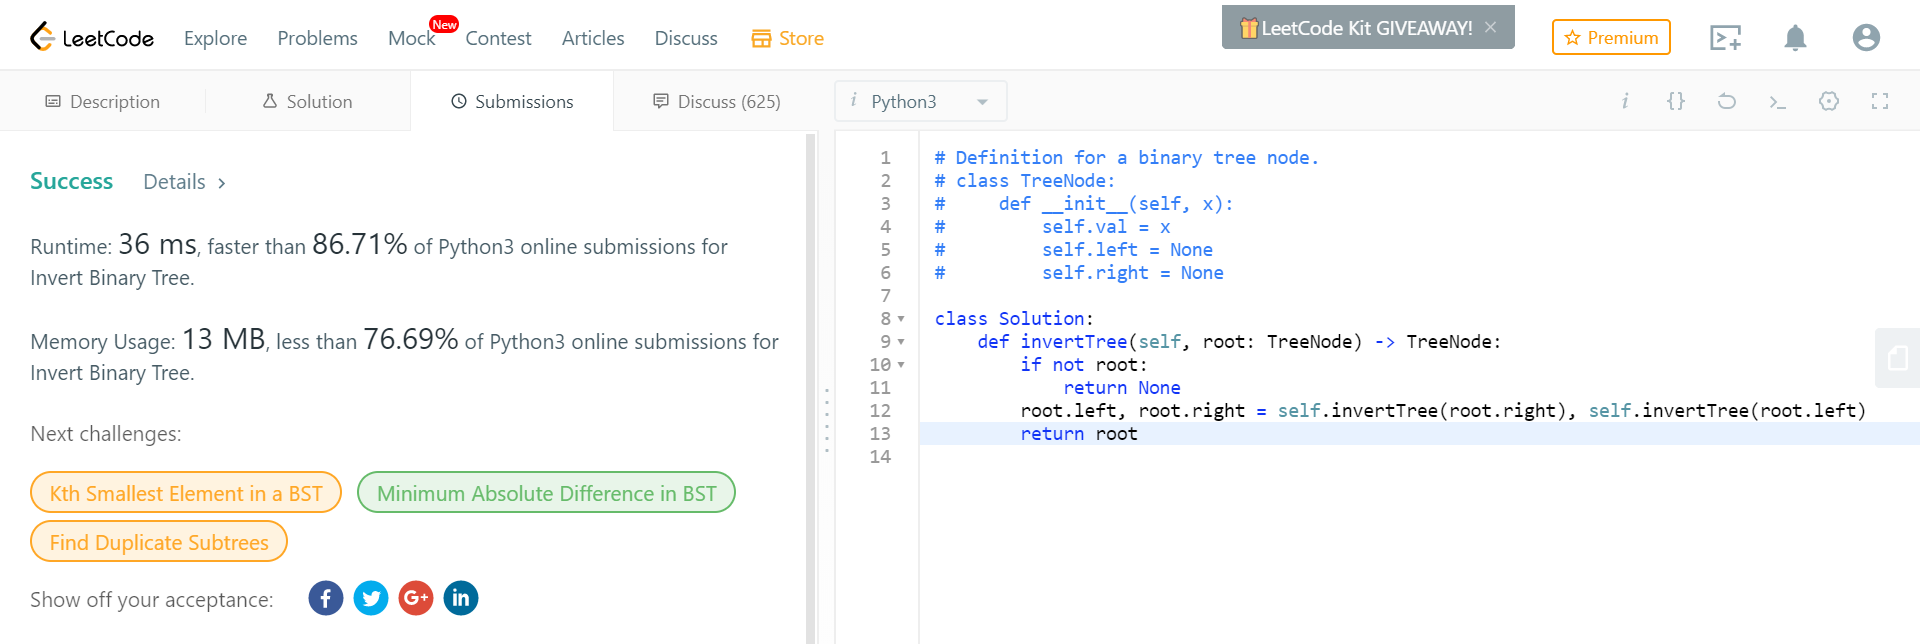 LeetCode Explore Problems Mock New Contest Articles Discuss Store LeetCode Kit GIVEAWAY! × Premium
Description Solution Submissions Discuss (625) i Python3 i {}
Success Details >
Runtime: 36 ms, faster than 86.71% of Python3 online submissions for
Invert Binary Tree.
Memory Usage: 13 MB, less than 76.69% of Python3 online submissions for
Invert Binary Tree.
Next challenges:
Kth Smallest Element in a BST Minimum Absolute Difference in BST
Find Duplicate Subtrees
Show off your acceptance: f G+ in
1 # Definition for a binary tree node.
2 # class TreeNode:
3 #     def __init__(self, x):
4 #         self.val = x
5 #         self.left = None
6 #         self.right = None
7
8 class Solution:
9     def invertTree(self, root: TreeNode) -> TreeNode:
10         if not root:
11             return None
12         root.left, root.right = self.invertTree(root.right), self.invertTree(root.left)
13         return root
14